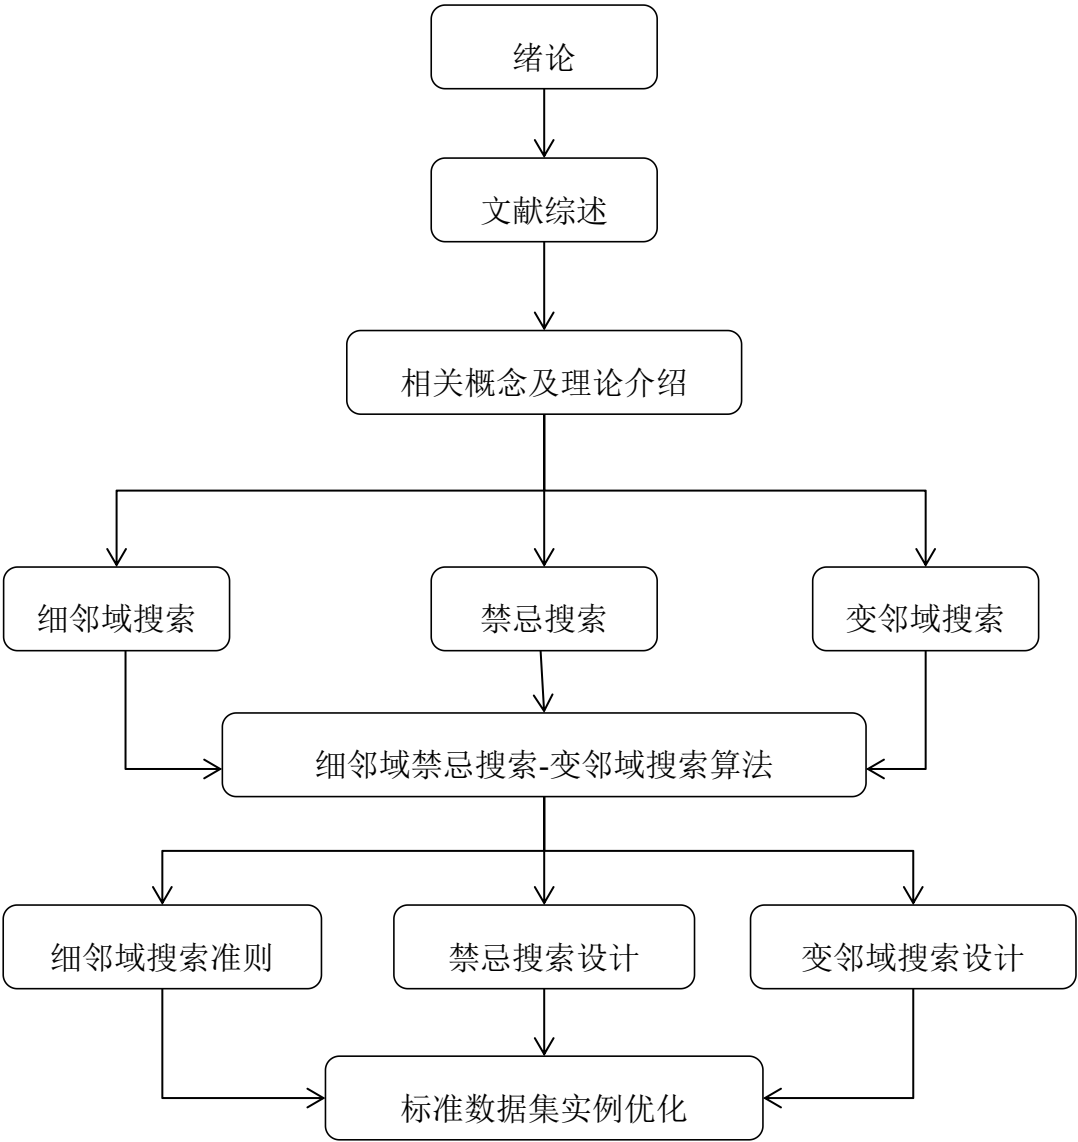 绪论
文献综述
相关概念及理论介绍
细邻域搜索
禁忌搜索
变邻域搜索
细邻域禁忌搜索-变邻域搜索算法
细邻域搜索准则
禁忌搜索设计
变邻域搜索设计
标准数据集实例优化